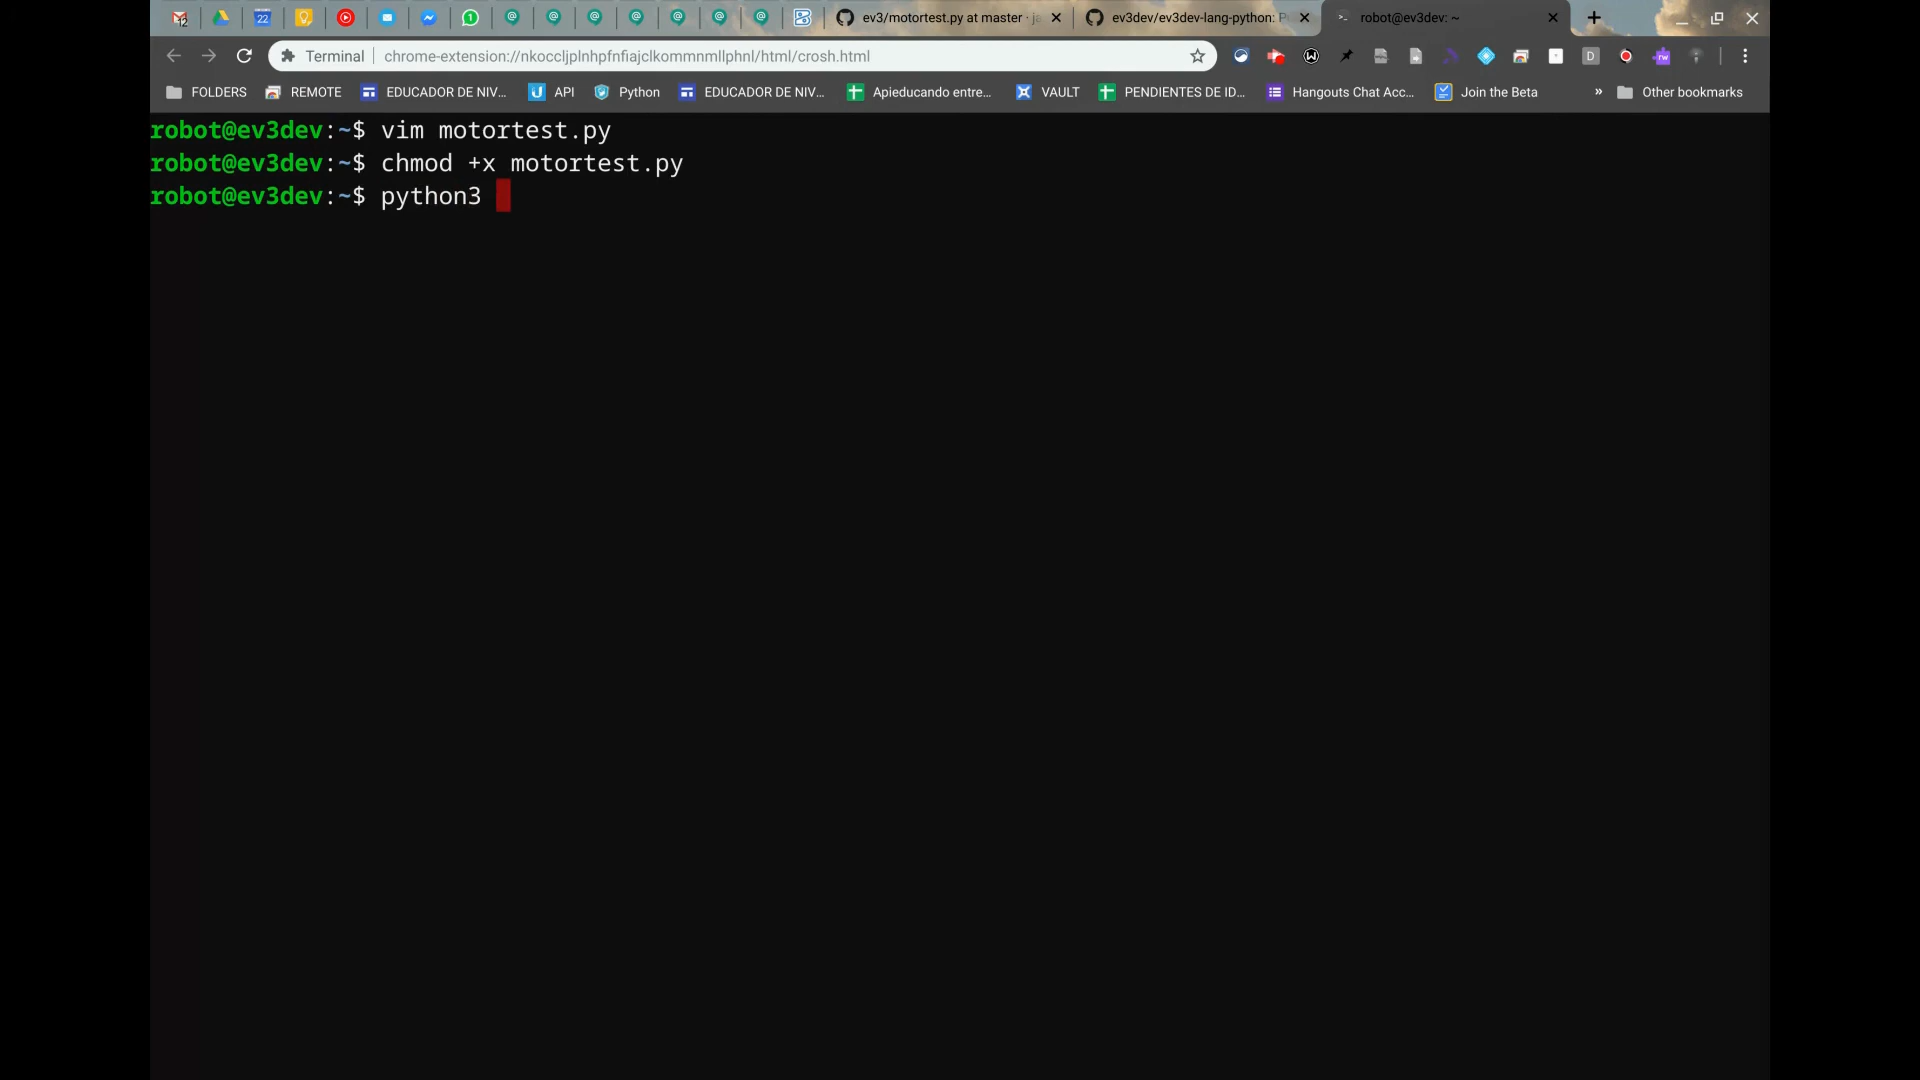 ev3/motortest.py at master · ja
ev3dev/ev3dev-lang-python: P
robot@ev3dev: ~
Terminal
chrome-extension://nkoccljplnhpfnfiajclkommnmllphnl/html/crosh.html
FOLDERS
REMOTE
EDUCADOR DE NIV...
API
Python
EDUCADOR DE NIV...
Apieducando entre...
VAULT
PENDIENTES DE ID...
Hangouts Chat Acc...
Join the Beta
»
Other bookmarks
robot@ev3dev:~$ vim motortest.py
robot@ev3dev:~$ chmod +x motortest.py
robot@ev3dev:~$ python3